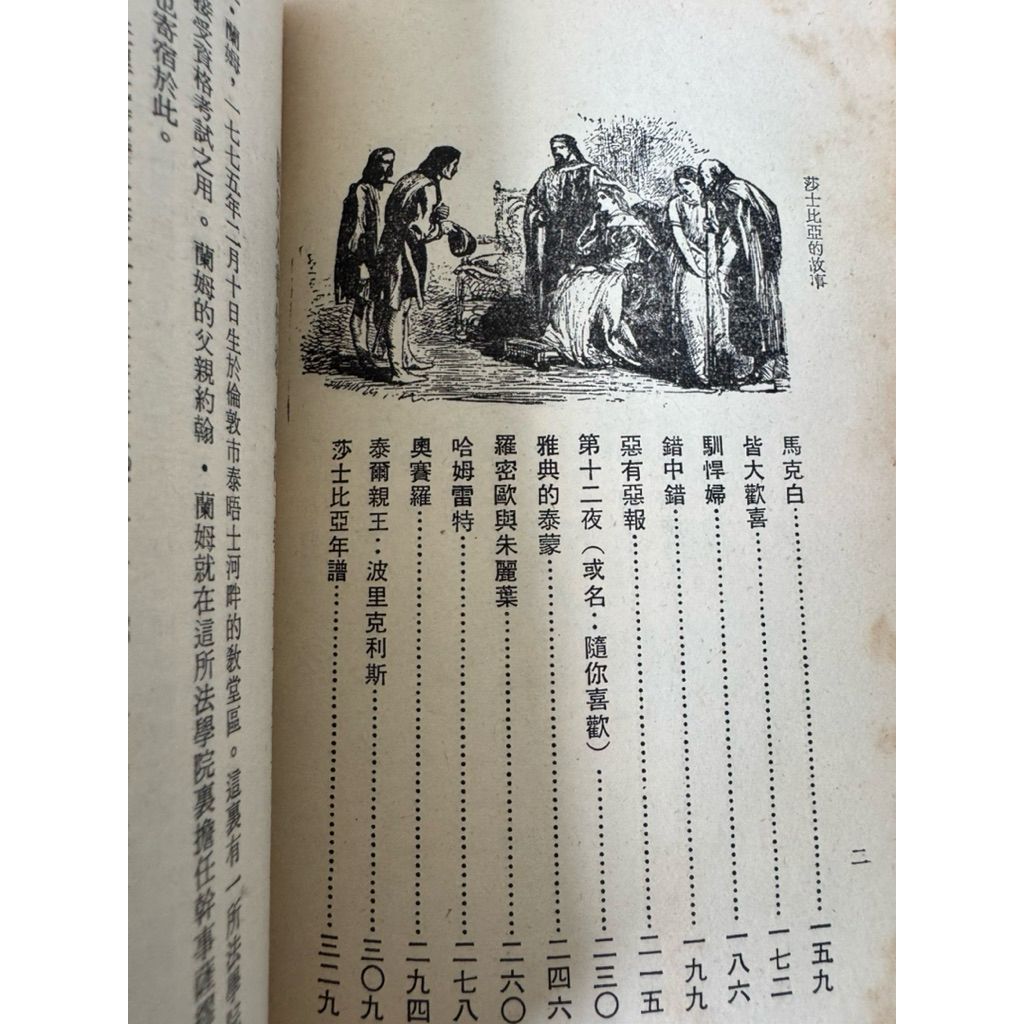 莎士比亞的故事
二
馬克白……一五九
皆大歡喜……一七二
馴悍婦……一八六
錯中錯……一九九
惡有惡報……二一五
第十二夜（或名・隨你喜歡）……二三〇
雅典的泰蒙……二四六
羅密歐與朱麗葉……二六〇
哈姆雷特……二七八
奧賽羅……二九四
泰爾親王・波里克利斯……三〇九
莎士比亞年譜……三二九
・蘭姆，一七七五年二月十日生於倫敦市泰晤士河畔的教堂區。這裏有一所法學院
接受資格考試之用。蘭姆的父親約翰・蘭姆就在這所法學院裏擔任幹事
也寄宿於此。